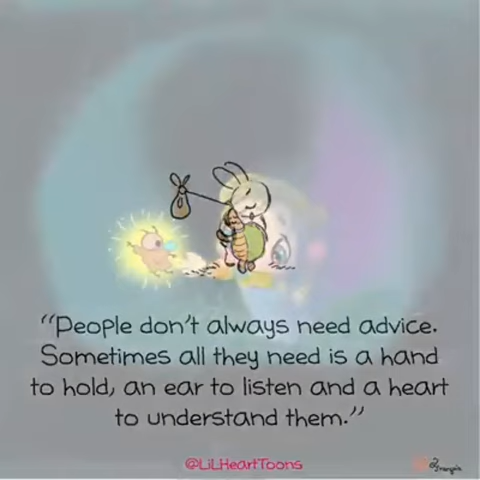 “People don’t always need advice.
Sometimes all they need is a hand
to hold, an ear to listen and a heart
to understand them.”
@LiLHeartToons